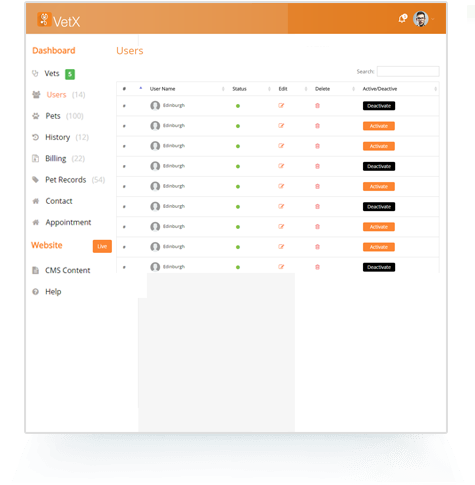 VetX
Dashboard
Vets 5
Users (14)
Pets (100)
History (12)
Billing (22)
Pet Records (54)
Contact
Appointment
Website Live
CMS Content
Help
Users
Search:
# User Name Status Edit Delete Active/Deactive
# Edinburgh Deactivate
# Edinburgh Activate
# Edinburgh Activate
# Edinburgh Deactivate
# Edinburgh Activate
# Edinburgh Deactivate
# Edinburgh Activate
# Edinburgh Activate
# Edinburgh Deactivate